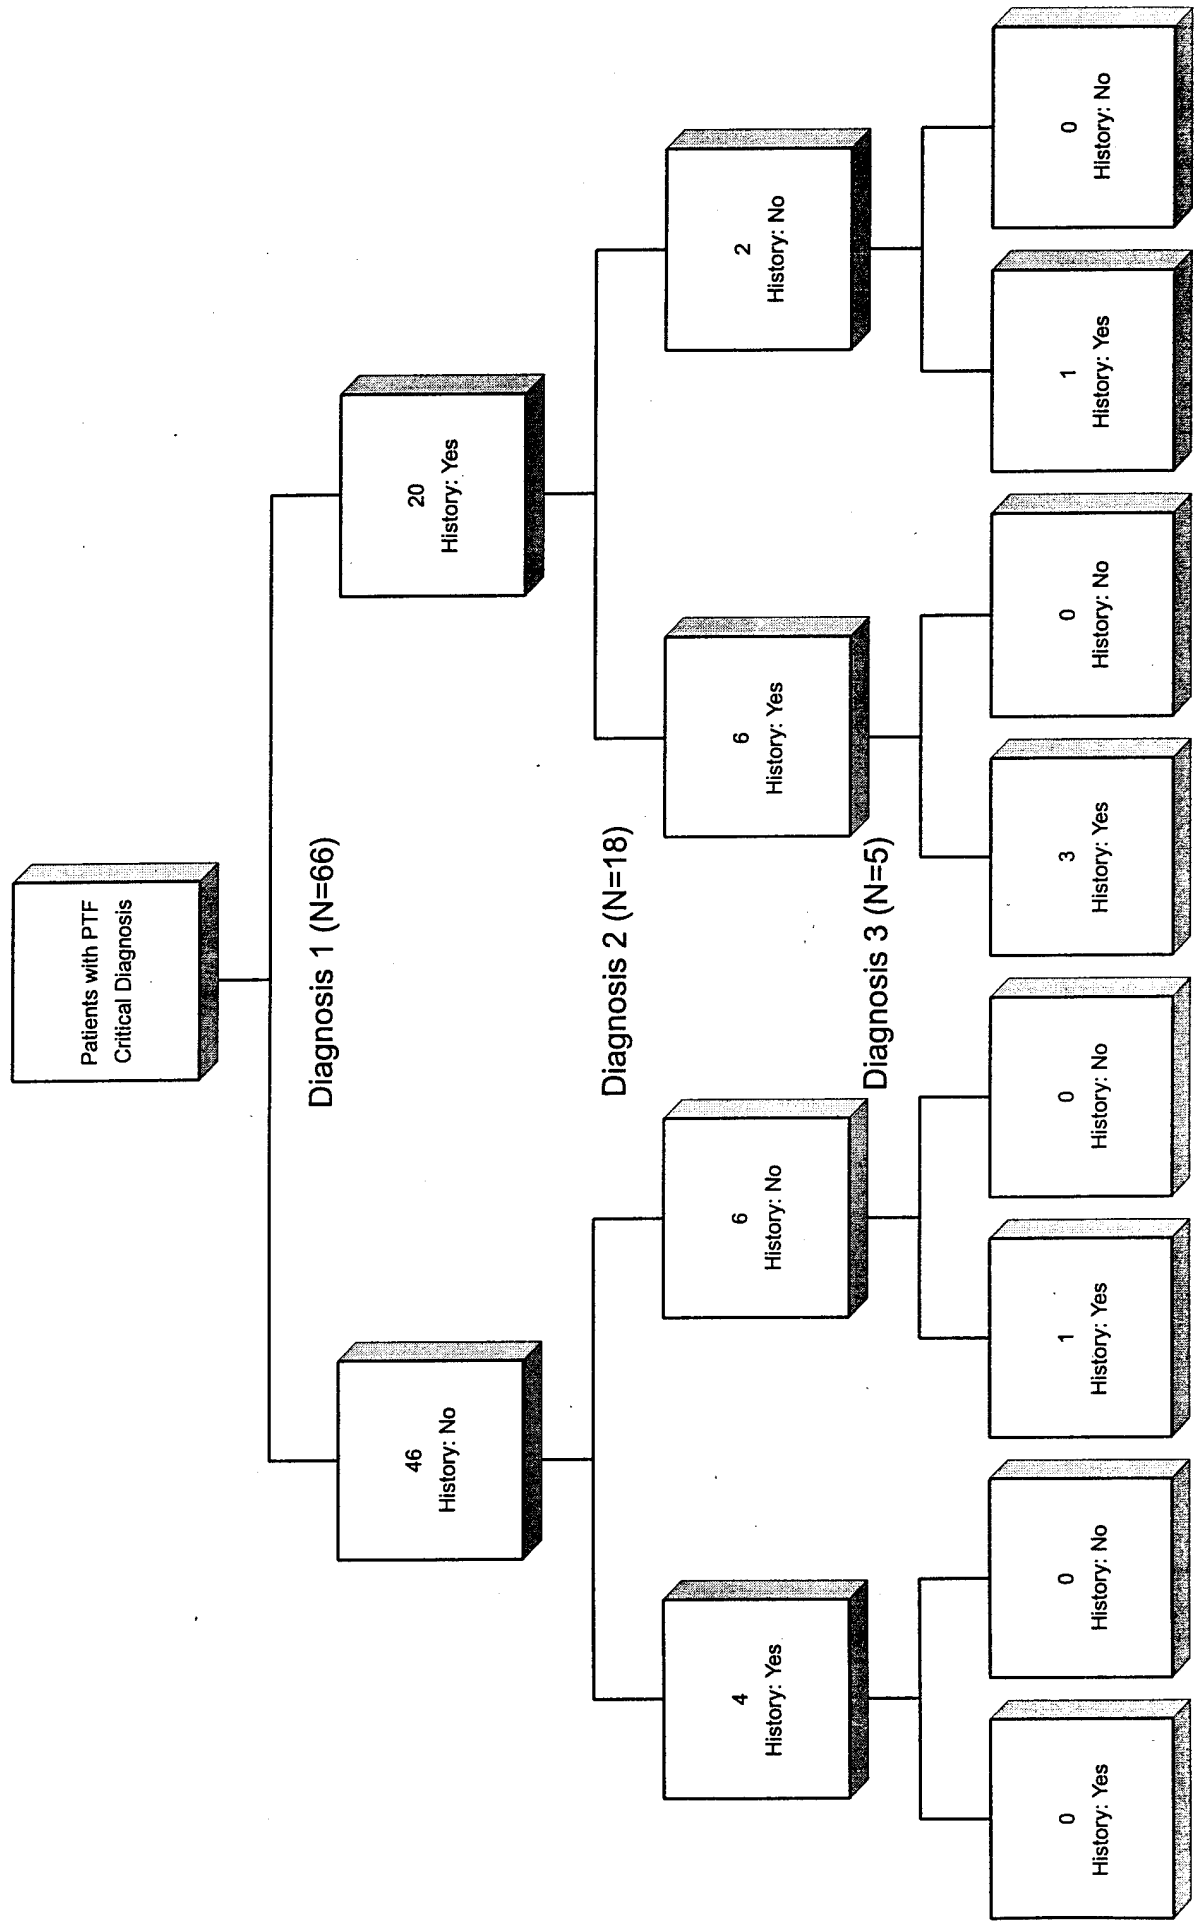 Patients with PTF
Critical Diagnosis
Diagnosis 1 (N=66)
46
History: No
20
History: Yes
Diagnosis 2 (N=18)
4
History: Yes
6
History: No
6
History: Yes
2
History: No
Diagnosis 3 (N=5)
0
History: Yes
0
History: No
1
History: Yes
0
History: No
3
History: Yes
0
History: No
1
History: Yes
0
History: No